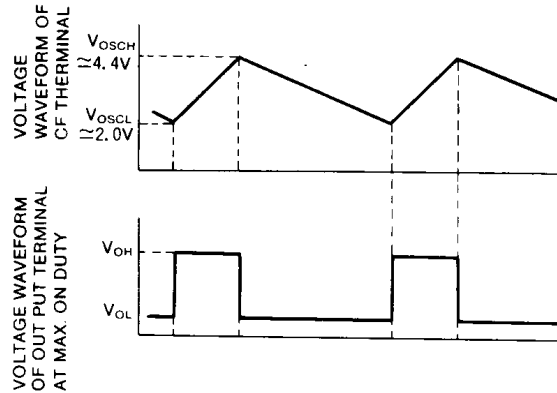 VOLTAGE
WAVEFORM OF
CF THERMINAL
VOSCH
≃4.4V
VOSCL
≃2.0V
VOLTAGE WAVEFORM
OF OUT PUT TERMINAL
AT MAX. ON DUTY
VOH
VOL